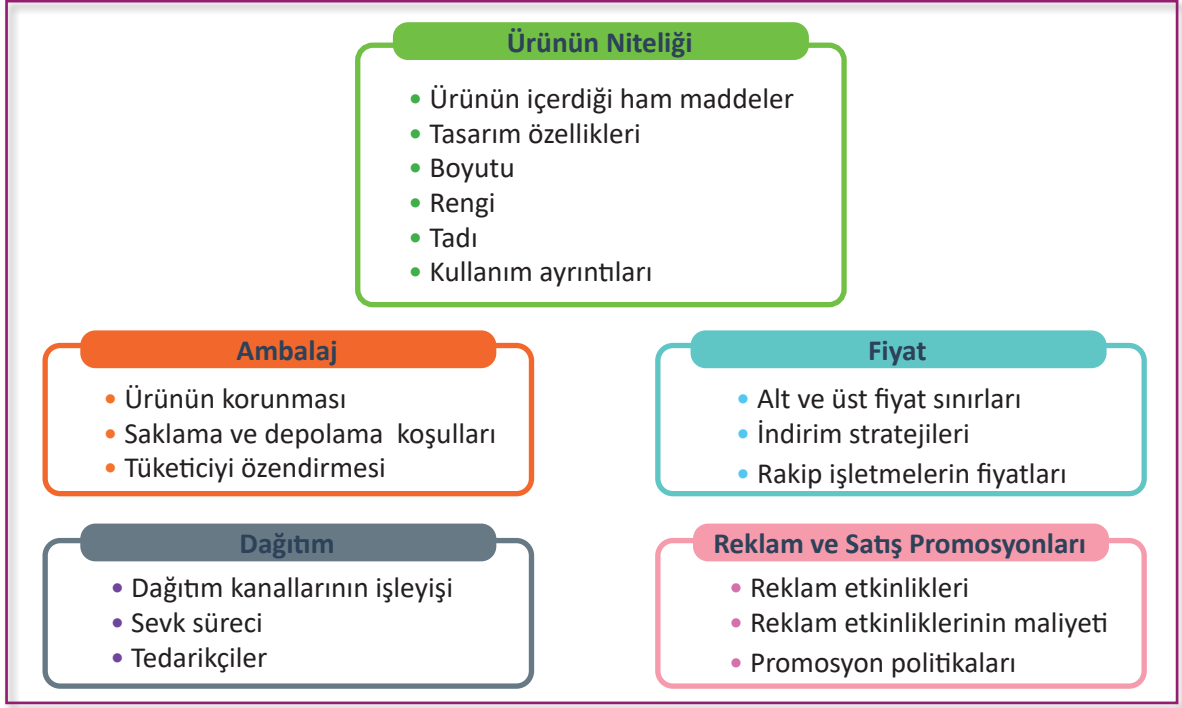 Ürünün Niteliği
• Ürünün içerdiği ham maddeler
• Tasarım özellikleri
• Boyutu
• Rengi
• Tadı
• Kullanım ayrıntıları
Ambalaj
• Ürünün korunması
• Saklama ve depolama koşulları
• Tüketiciyi özendirmesi
Fiyat
• Alt ve üst fiyat sınırları
• İndirim stratejileri
• Rakip işletmelerin fiyatları
Dağıtım
• Dağıtım kanallarının işleyişi
• Sevk süreci
• Tedarikçiler
Reklam ve Satış Promosyonları
• Reklam etkinlikleri
• Reklam etkinliklerinin maliyeti
• Promosyon politikaları